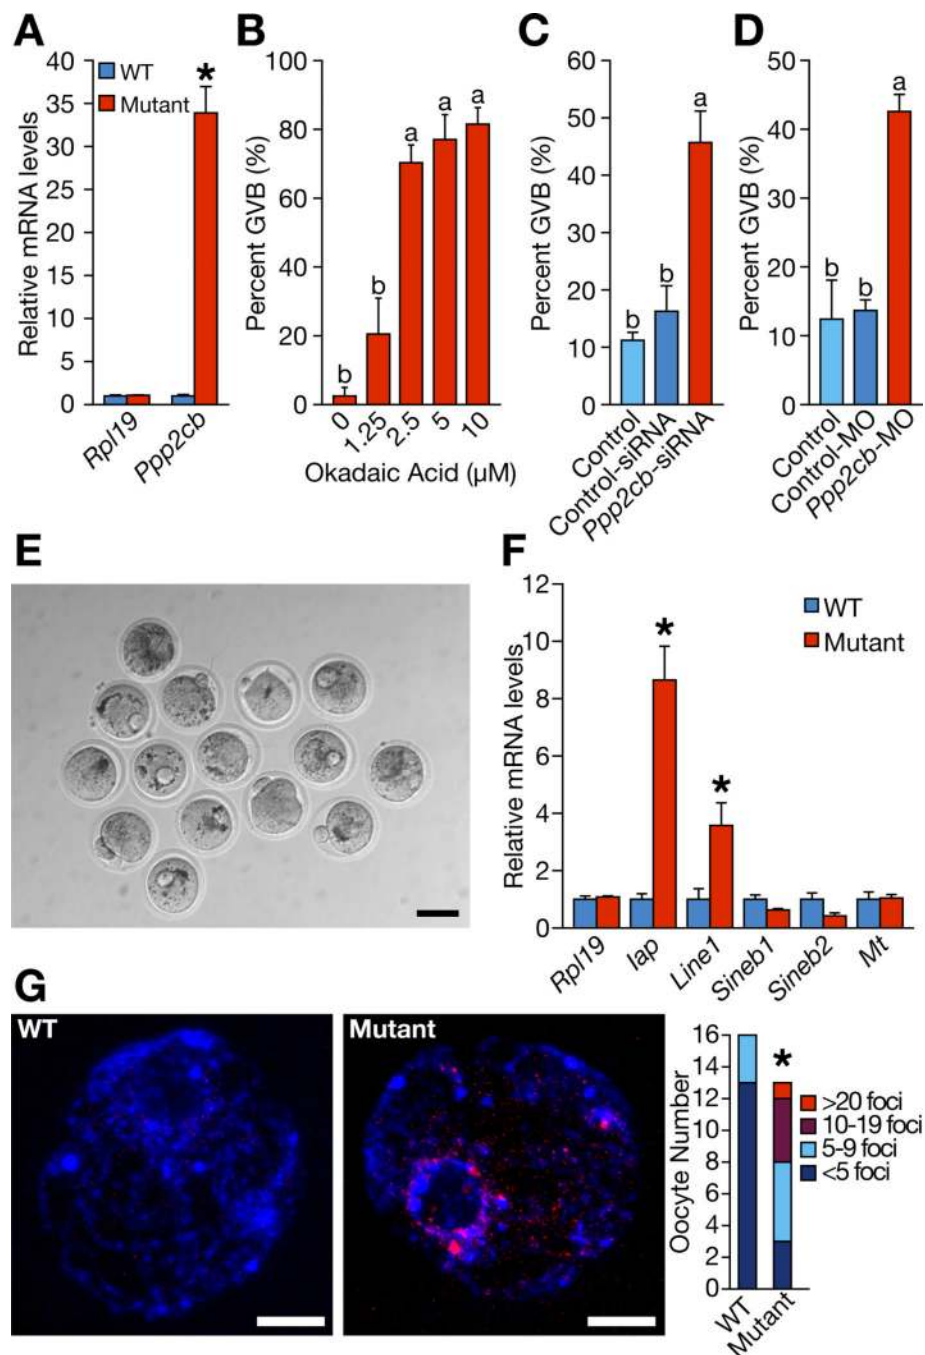 A
40
35
30
25
20
15
10
5
0
Relative mRNA levels
WT
Mutant
*
Rpl19
Ppp2cb
B
100
80
60
40
20
0
Percent GVB (%)
b
b
a
a
a
0
1.25
2.5
5
10
Okadaic Acid (µM)
C
60
50
40
30
20
10
0
Percent GVB (%)
b
b
a
Control
Control-siRNA
Ppp2cb-siRNA
D
50
40
30
20
10
0
Percent GVB (%)
b
b
a
Control
Control-MO
Ppp2cb-MO
E
F
12
10
8
6
4
2
0
Relative mRNA levels
WT
Mutant
*
*
Rpl19
Iap
Line1
Sineb1
Sineb2
Mt
G
WT
Mutant
16
14
12
10
8
6
4
2
0
Oocyte Number
*
>20 foci
10-19 foci
5-9 foci
<5 foci
WT
Mutant